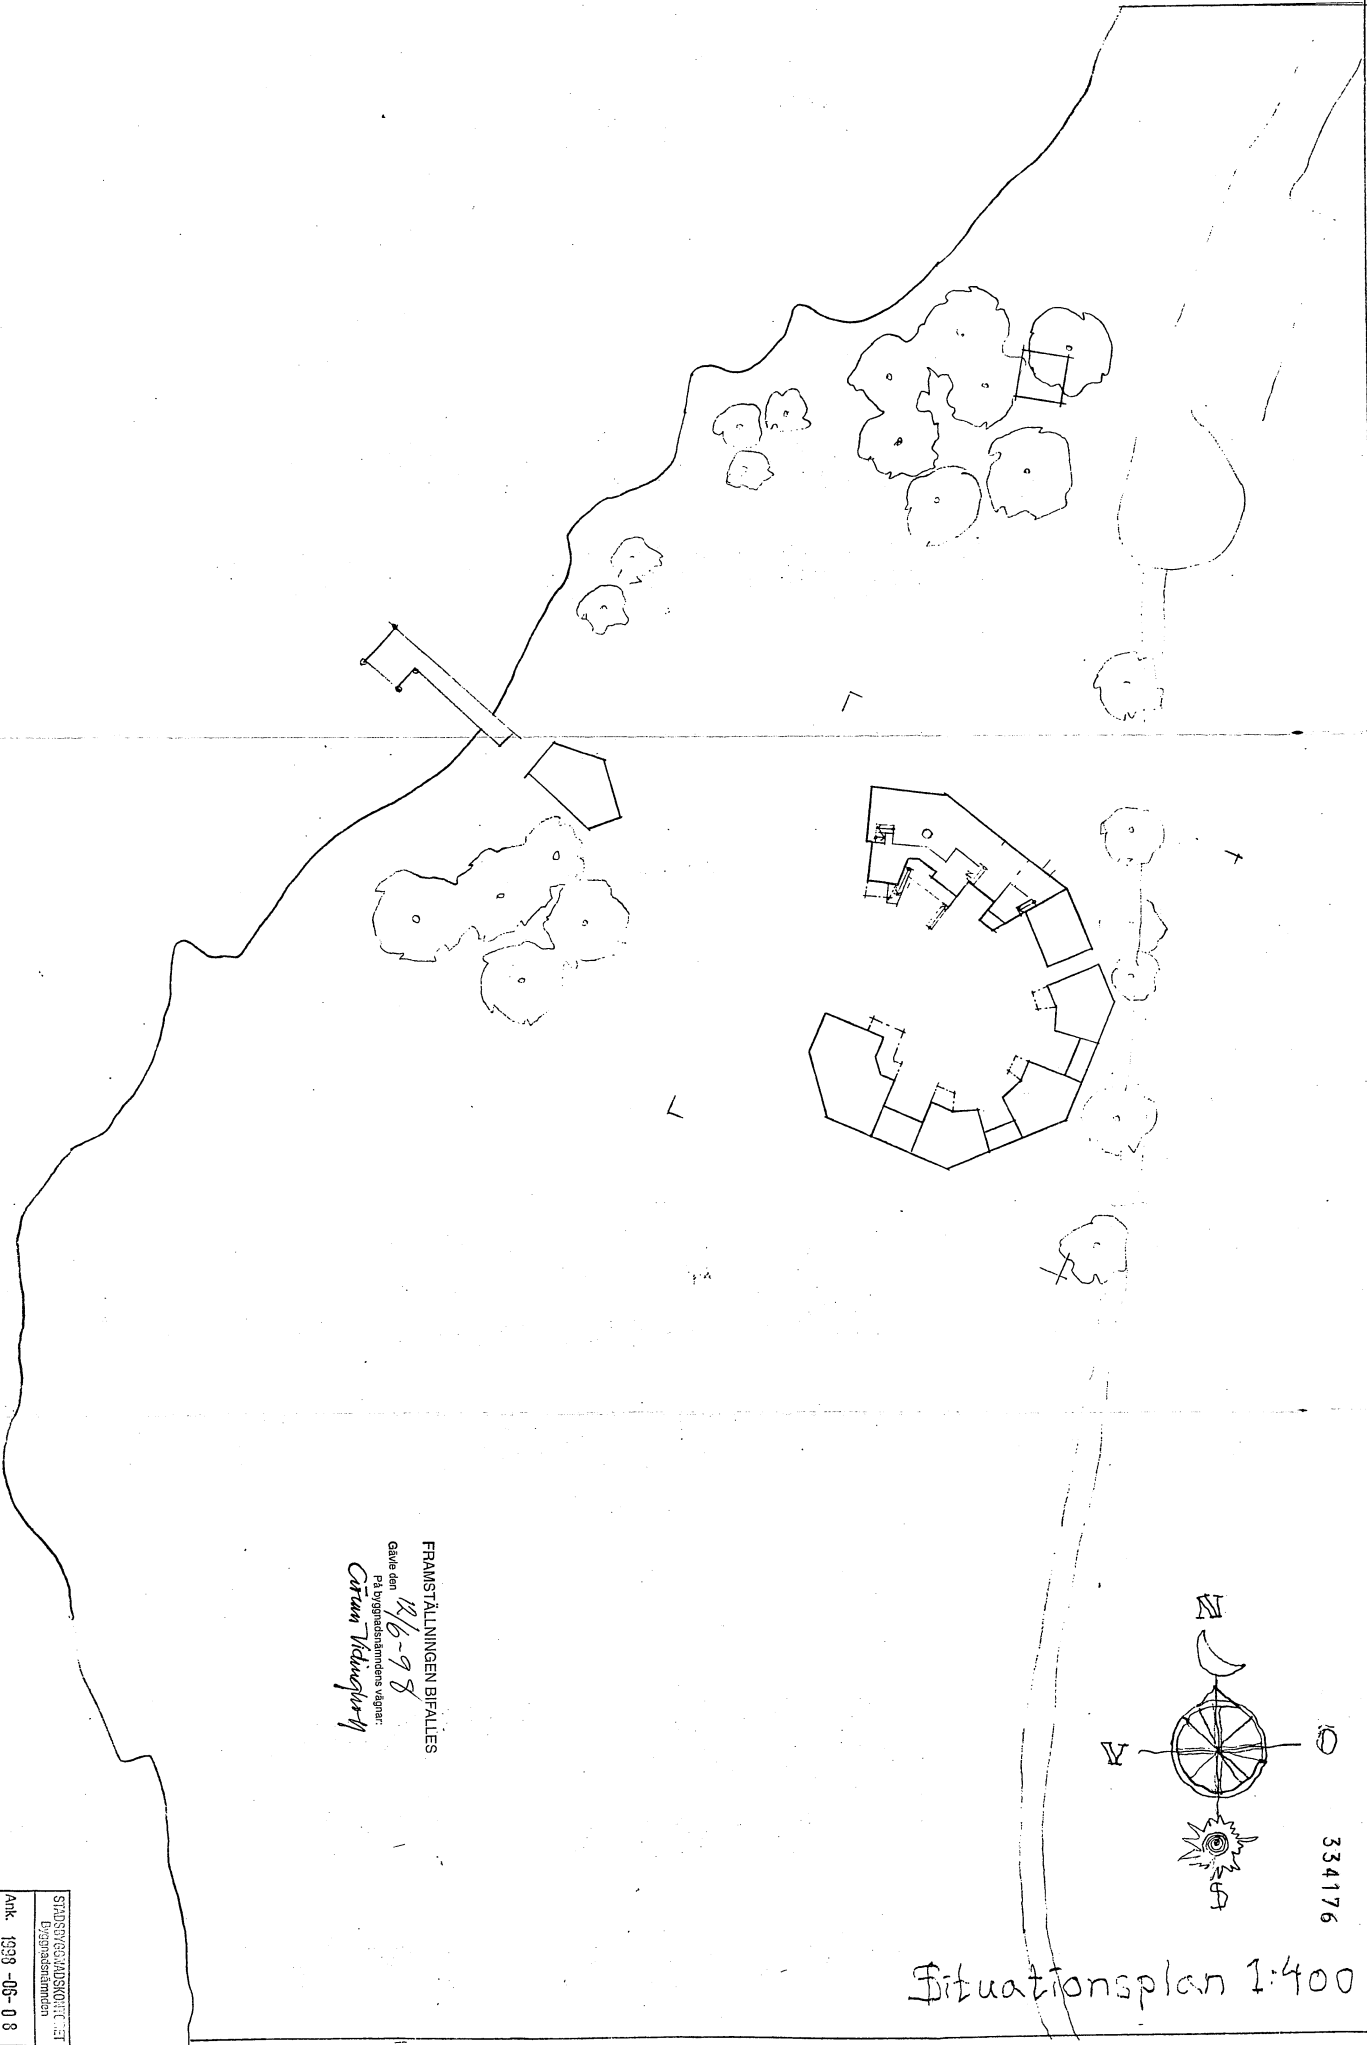 N
O
V
S
334176
Situationsplan 1:400
FRAMSTÄLLNINGEN BIFALLES
Gävle den 12/6-98
På byggnadsnämndens vägnar:
STADSBYGGNADSKONTORET
Byggnadsnämnden
Ank. 1998-06-08